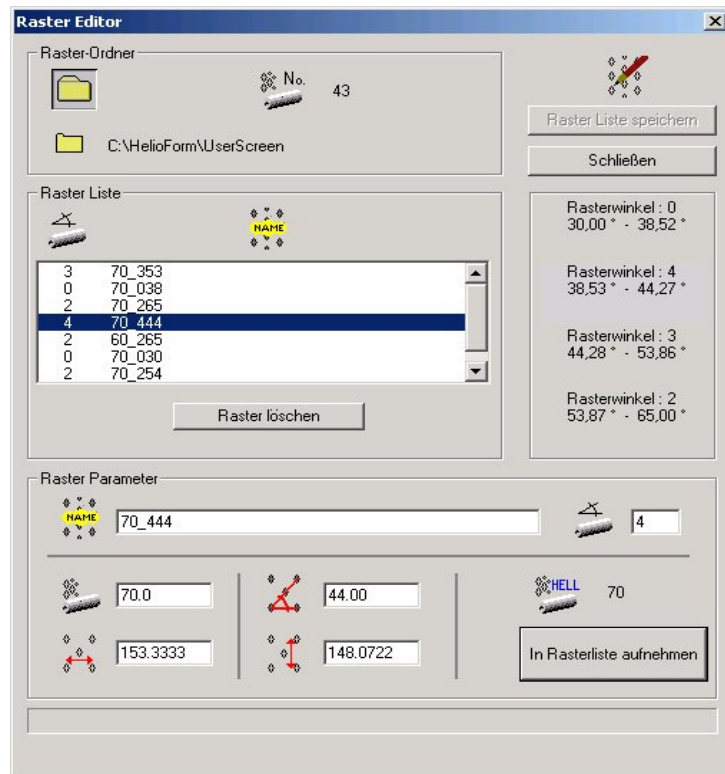 Raster Editor
Raster-Ordner
No.
43
C:\HelioForm\UserScreen
Raster Liste speichern
Schließen
Raster Liste
NAME
3 70_353
0 70_038
2 70_265
4 70_444
2 60_265
0 70_030
2 70_254
Raster löschen
Rasterwinkel : 0
30,00 ° - 38,52 °
Rasterwinkel : 4
38,53 ° - 44,27 °
Rasterwinkel : 3
44,28 ° - 53,86 °
Rasterwinkel : 2
53,87 ° - 65,00 °
Raster Parameter
NAME
70_444
4
70.0
44.00
HELL
70
153.3333
148.0722
In Rasterliste aufnehmen